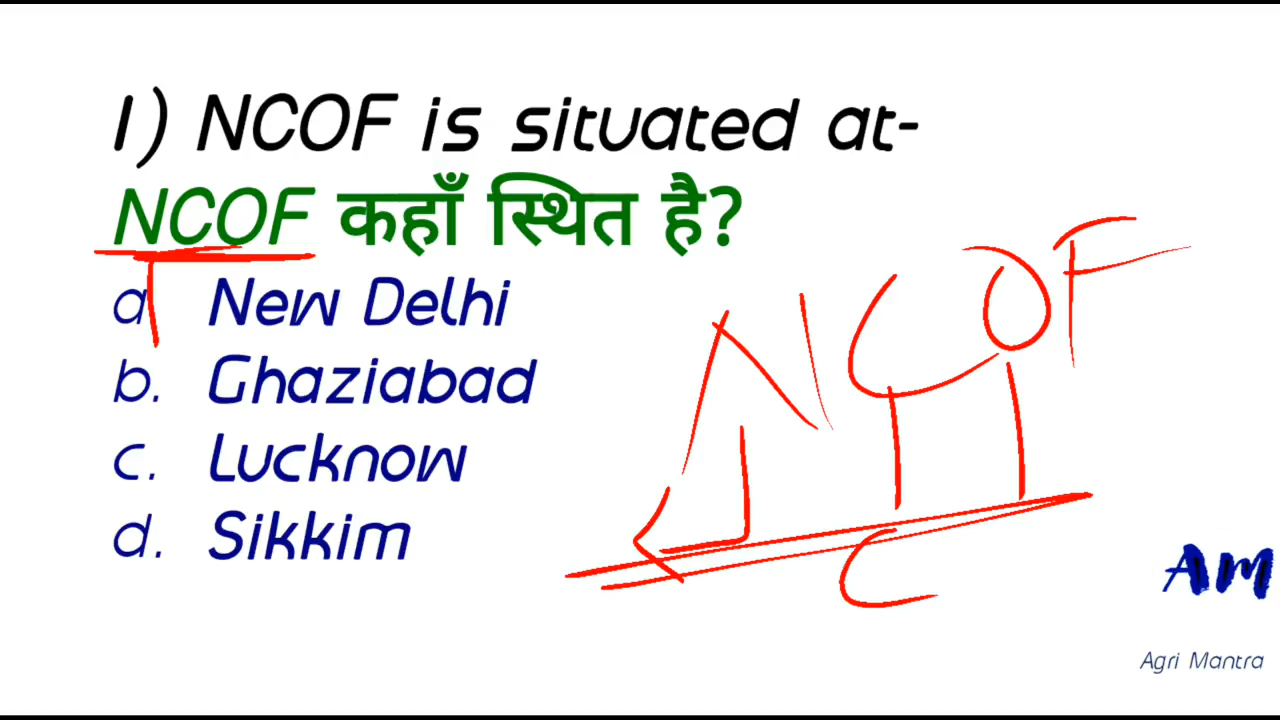 1) NCOF is situated at-
NCOF कहाँ स्थित है?
a. New Delhi
b. Ghaziabad
c. Lucknow
d. Sikkim
NCOF
C
AM
Agri Mantra